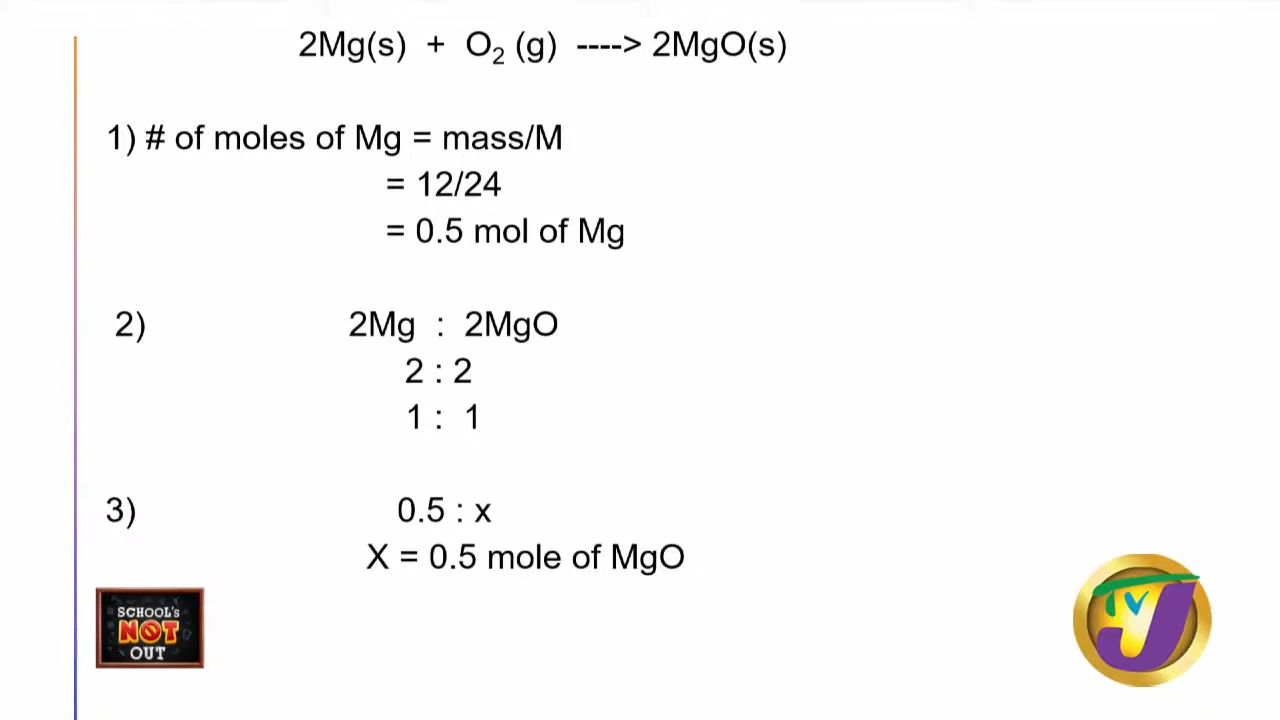 2Mg(s) + O₂ (g) ----> 2MgO(s)
1) # of moles of Mg = mass/M
= 12/24
= 0.5 mol of Mg
2) 2Mg : 2MgO
2 : 2
1 : 1
3) 0.5 : x
X = 0.5 mole of MgO
SCHOOL's
NOT
OUT
TVJ